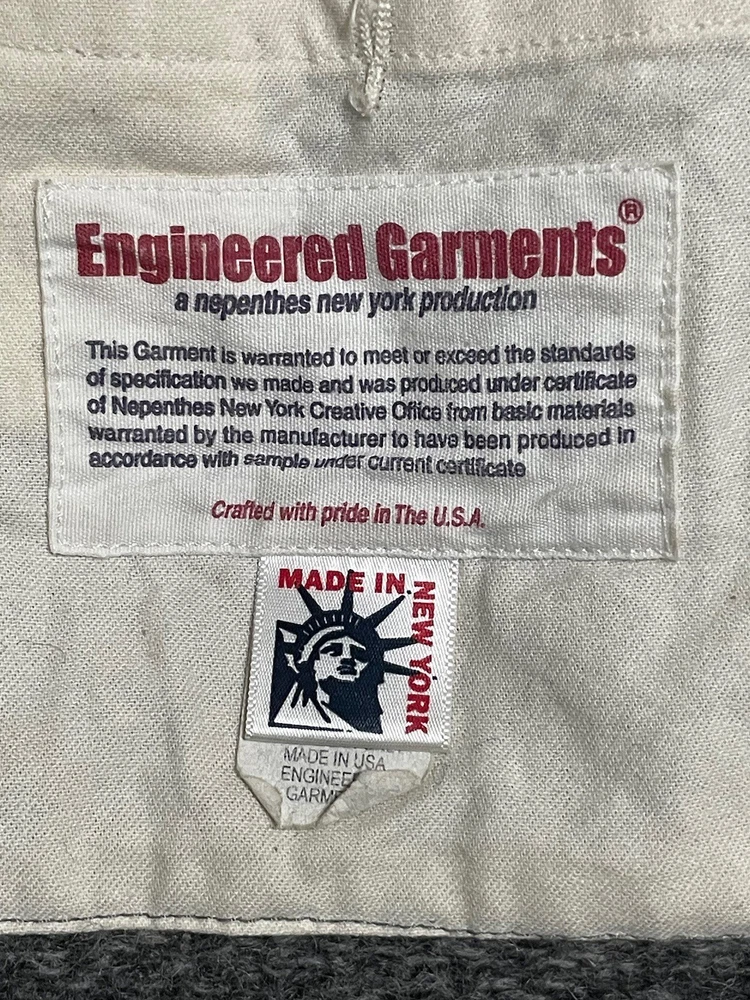 Engineered Garments®
a nepenthes new york production
This Garment is warranted to meet or exceed the standards
of specification we made and was produced under certificate
of Nepenthes New York Creative Office from basic materials
warranted by the manufacturer to have been produced in
accordance with sample under current certificate
Crafted with pride in The U.S.A.
MADE IN
NEW YORK
MADE IN USA